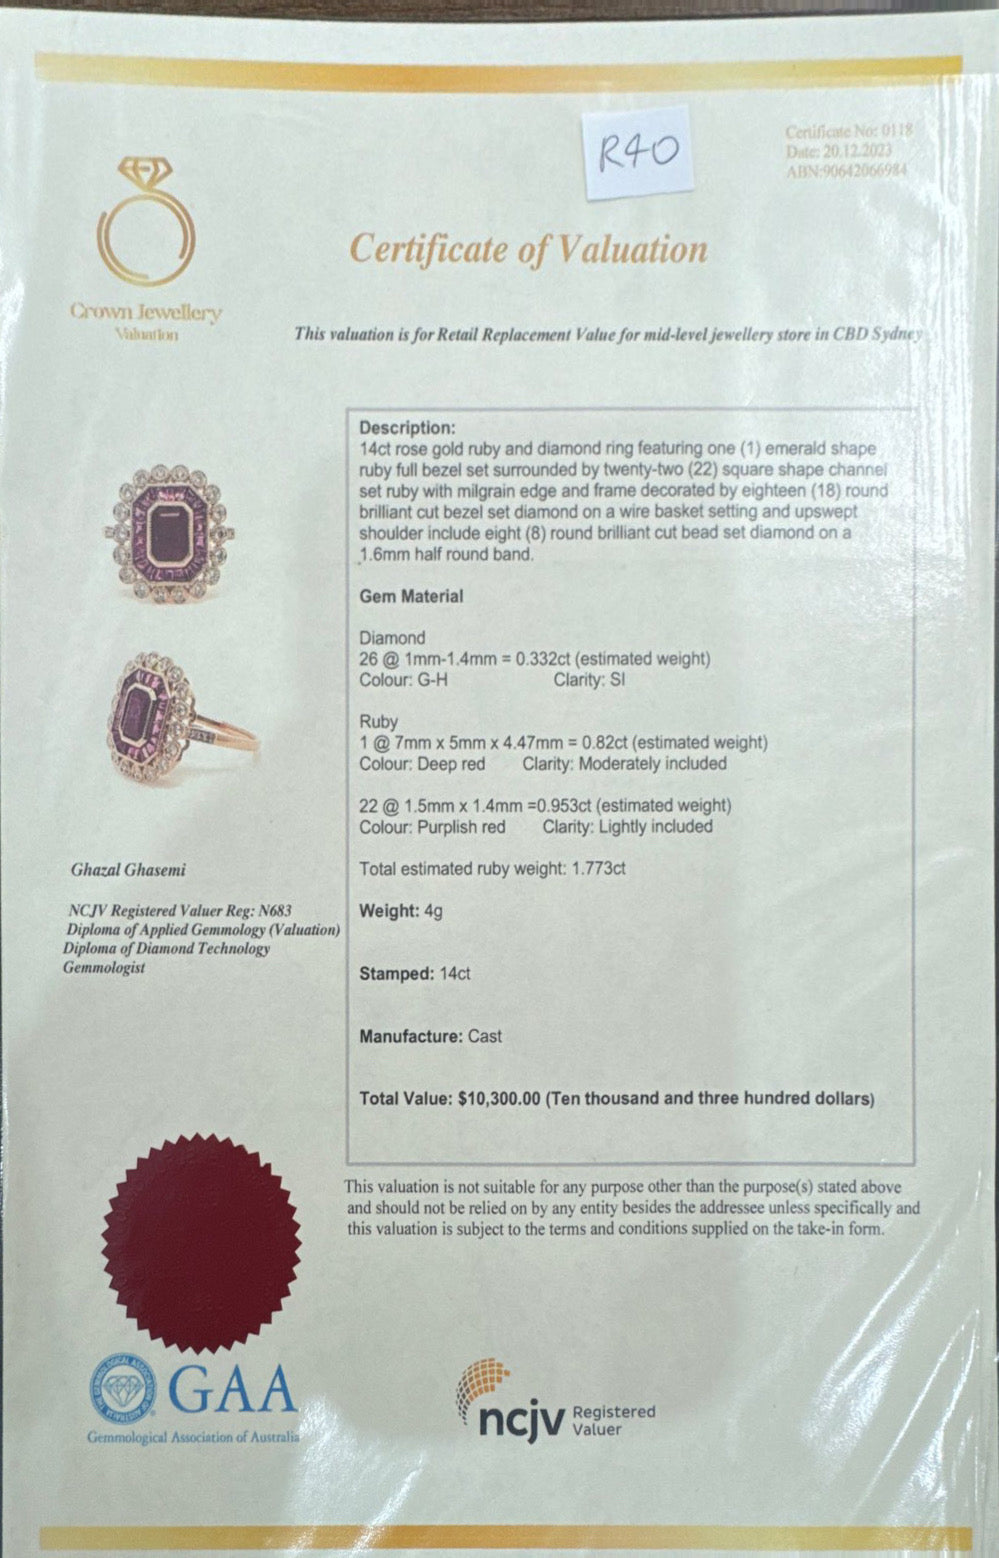 R40
Certificate No: 0118
Date: 20.12.2023
ABN:90642066984
Certificate of Valuation
Crown Jewellery
Valuation
This valuation is for Retail Replacement Value for mid-level jewellery store in CBD Sydney
Description:
14ct rose gold ruby and diamond ring featuring one (1) emerald shape
ruby full bezel set surrounded by twenty-two (22) square shape channel
set ruby with milgrain edge and frame decorated by eighteen (18) round
brilliant cut bezel set diamond on a wire basket setting and upswept
shoulder include eight (8) round brilliant cut bead set diamond on a
1.6mm half round band.
Gem Material
Diamond
26 @ 1mm-1.4mm = 0.332ct (estimated weight)
Colour: G-H Clarity: SI
Ruby
1 @ 7mm x 5mm x 4.47mm = 0.82ct (estimated weight)
Colour: Deep red Clarity: Moderately included
22 @ 1.5mm x 1.4mm =0.953ct (estimated weight)
Colour: Purplish red Clarity: Lightly included
Total estimated ruby weight: 1.773ct
Weight: 4g
Stamped: 14ct
Manufacture: Cast
Total Value: $10,300.00 (Ten thousand and three hundred dollars)
Ghazal Ghasemi
NCJV Registered Valuer Reg: N683
Diploma of Applied Gemmology (Valuation)
Diploma of Diamond Technology
Gemmologist
This valuation is not suitable for any purpose other than the purpose(s) stated above
and should not be relied on by any entity besides the addressee unless specifically and
this valuation is subject to the terms and conditions supplied on the take-in form.
GAA
Gemmological Association of Australia
ncjv Registered
Valuer